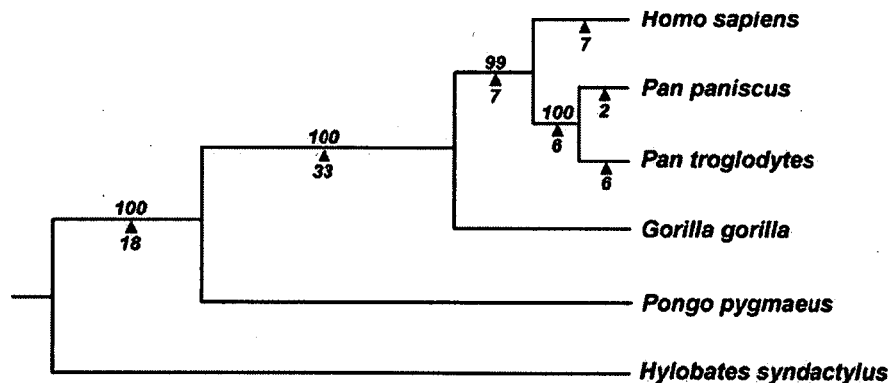 Homo sapiens
7
99
7
Pan paniscus
2
100
6
100
33
Pan troglodytes
6
100
18
Gorilla gorilla
Pongo pygmaeus
Hylobates syndactylus